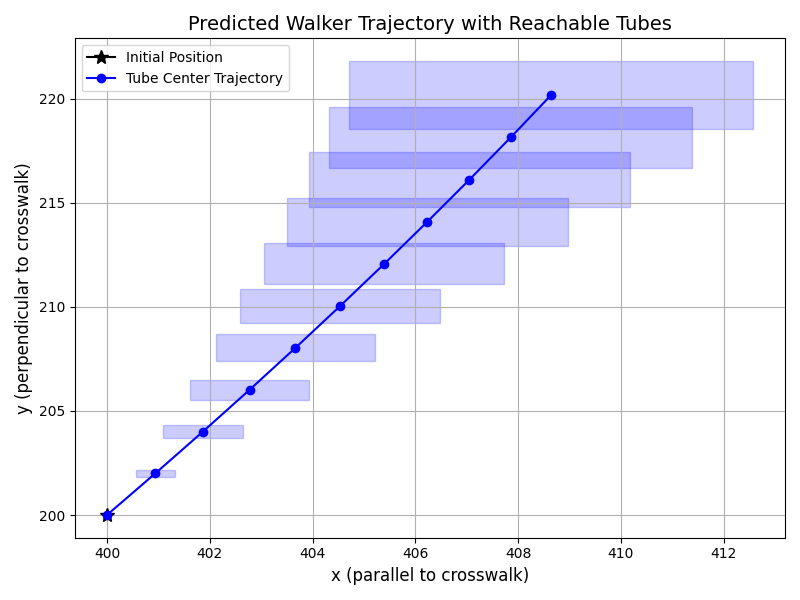 Predicted Walker Trajectory with Reachable Tubes
Initial Position
Tube Center Trajectory
y (perpendicular to crosswalk)
220
215
210
205
200
400 402 404 406 408 410 412
x (parallel to crosswalk)